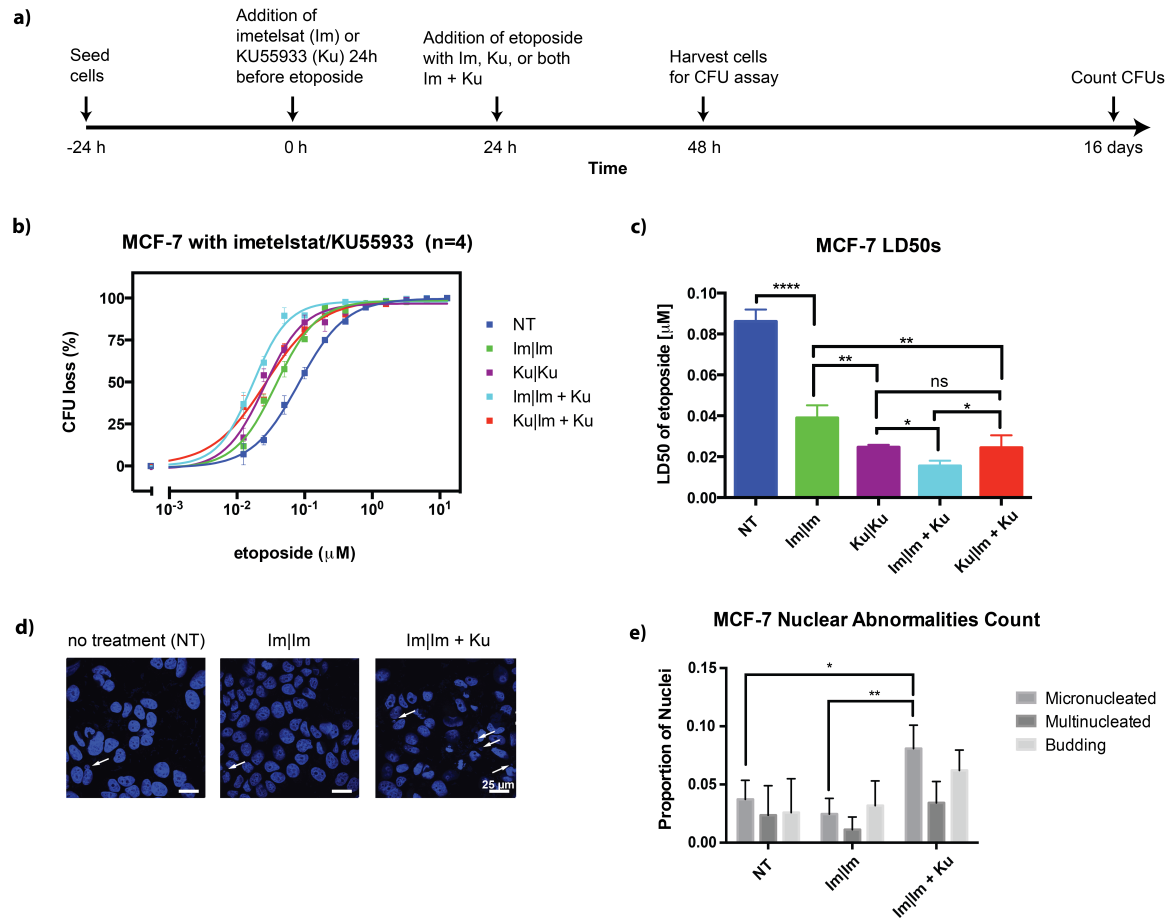 a)
Seed
cells
Addition of
imetelsat (Im) or
KU55933 (Ku) 24h
before etoposide
Addition of etoposide
with Im, Ku, or both
Im + Ku
Harvest cells
for CFU assay
Count CFUs
-24 h
0 h
24 h
48 h
16 days
Time
b)
MCF-7 with imetelstat/KU55933 (n=4)
CFU loss (%)
100
75
50
25
0
10-3
10-2
10-1
100
101
etoposide (μM)
NT
Im|Im
Ku|Ku
Im|Im + Ku
Ku|Im + Ku
c)
MCF-7 LD50s
LD50 of etoposide [μM]
0.10
0.08
0.06
0.04
0.02
0.00
****
**
**
ns
*
*
NT
Im|Im
Ku|Ku
Im|Im + Ku
Ku|Im + Ku
d)
no treatment (NT)
Im|Im
Im|Im + Ku
25 μm
e)
MCF-7 Nuclear Abnormalities Count
Proportion of Nuclei
0.15
0.10
0.05
0.00
*
**
NT
Im|Im
Im|Im + Ku
Micronucleated
Multinucleated
Budding